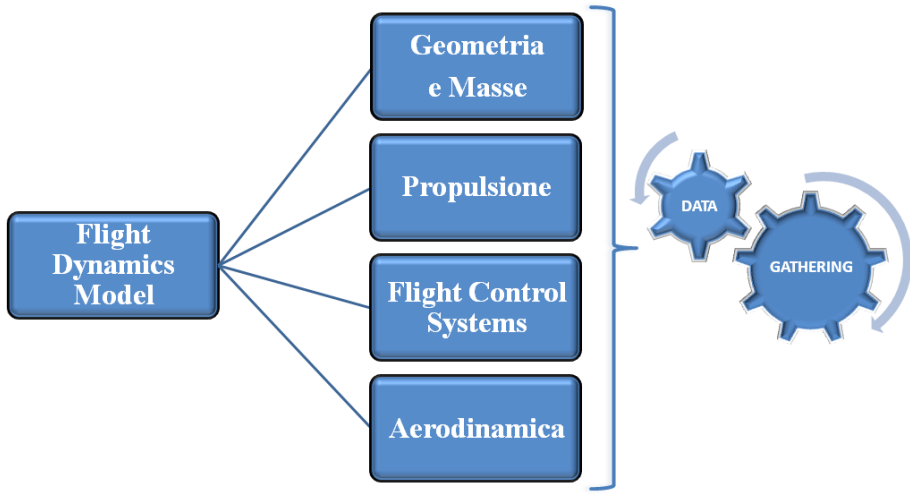 Flight
Dynamics
Model
Geometria
e Masse
Propulsione
Flight Control
Systems
Aerodinamica
DATA
GATHERING